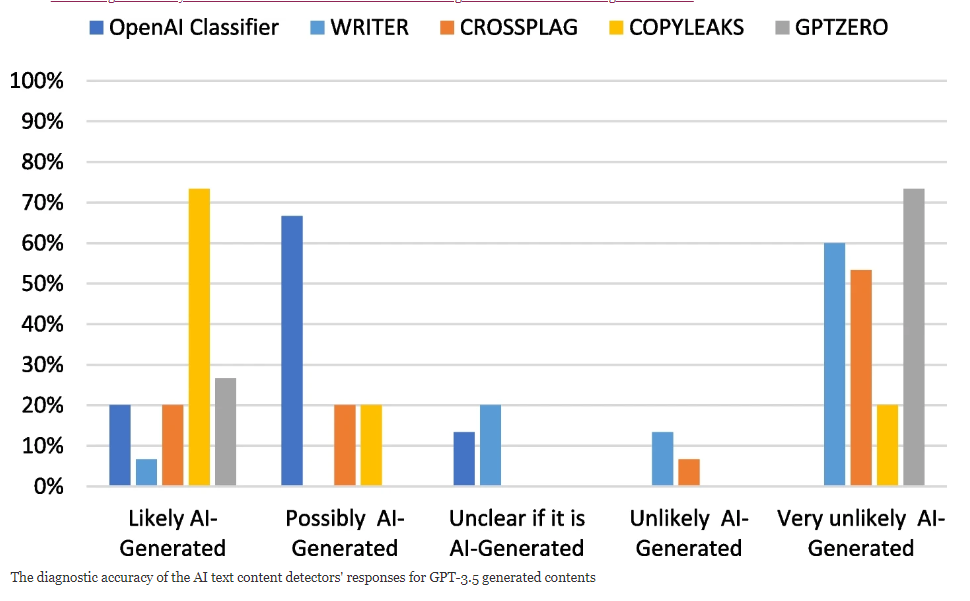 OpenAI Classifier WRITER CROSSPLAG COPYLEAKS GPTZERO
100%
90%
80%
70%
60%
50%
40%
30%
20%
10%
0%
Likely AI-
Generated
Possibly AI-
Generated
Unclear if it is
AI-Generated
Unlikely AI-
Generated
Very unlikely AI-
Generated
The diagnostic accuracy of the AI text content detectors' responses for GPT-3.5 generated contents